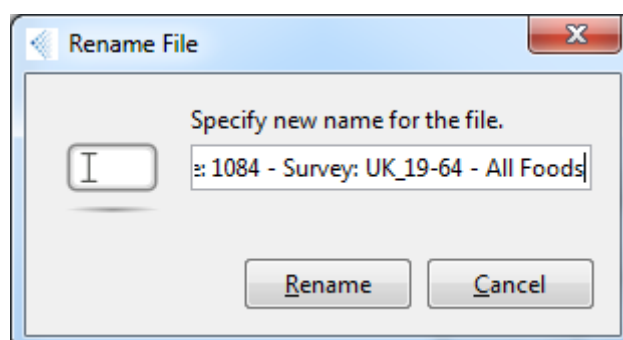 Rename File
Specify new name for the file.
e: 1084 - Survey: UK_19-64 - All Foods
Rename
Cancel